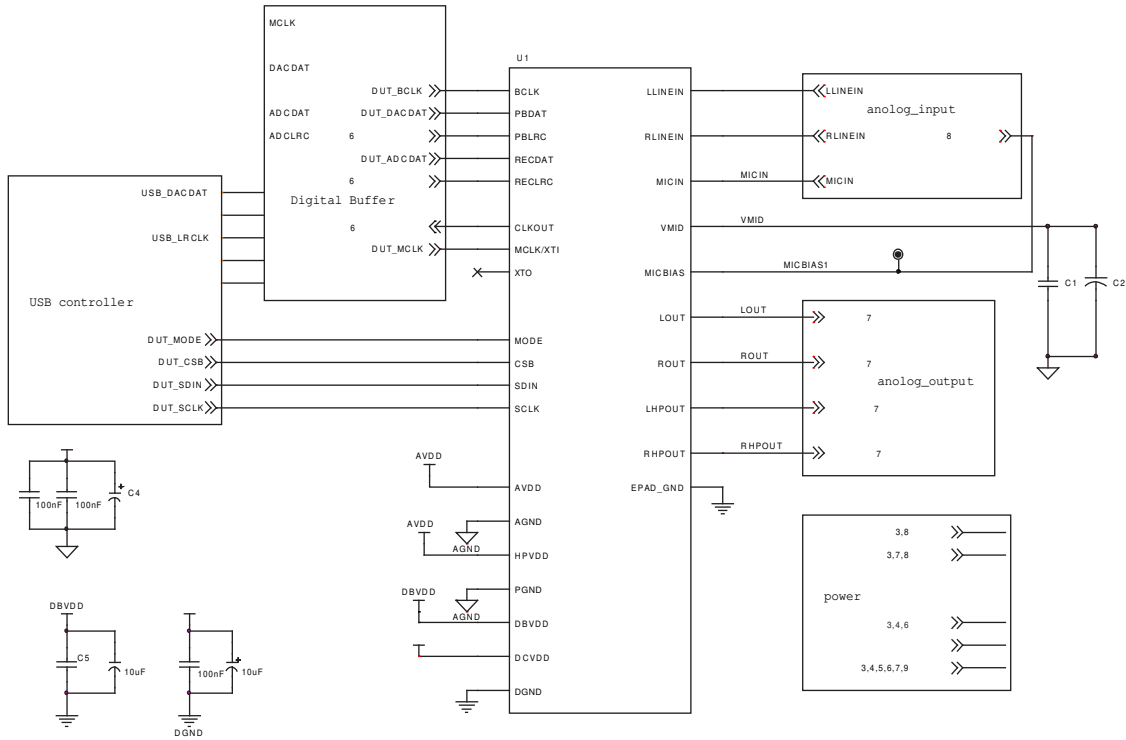 MCLK
DACDAT
ADCDAT
ADCLRC
DUT_BCLK
DUT_DACDAT
6
DUT_ADCDAT
6
Digital Buffer
6
DUT_MCLK
USB_DACDAT
USB_LRCLK
USB controller
DUT_MODE
DUT_CSB
DUT_SDIN
DUT_SCLK
U1
BCLK
PBDAT
PBLRC
RECDAT
RECLRC
CLKOUT
MCLK/XTI
XTO
MODE
CSB
SDIN
SCLK
AVDD
AGND
HPVDD
PGND
DBVDD
DCVDD
DGND
LLINEIN
RLINEIN
MICIN
VMID
MICBIAS
LOUT
ROUT
LHPOUT
RHPOUT
EPAD_GND
MICIN
VMID
MICBIAS1
LOUT
ROUT
RHPOUT
LLINEIN
anolog_input
RLINEIN
8
MICIN
C1
C2
7
7
anolog_output
7
7
3,8
3,7,8
power
3,4,6
3,4,5,6,7,9
AVDD
AVDD
AGND
DBVDD
AGND
100nF
100nF
C4
DBVDD
C5
10uF
100nF
10uF
DGND